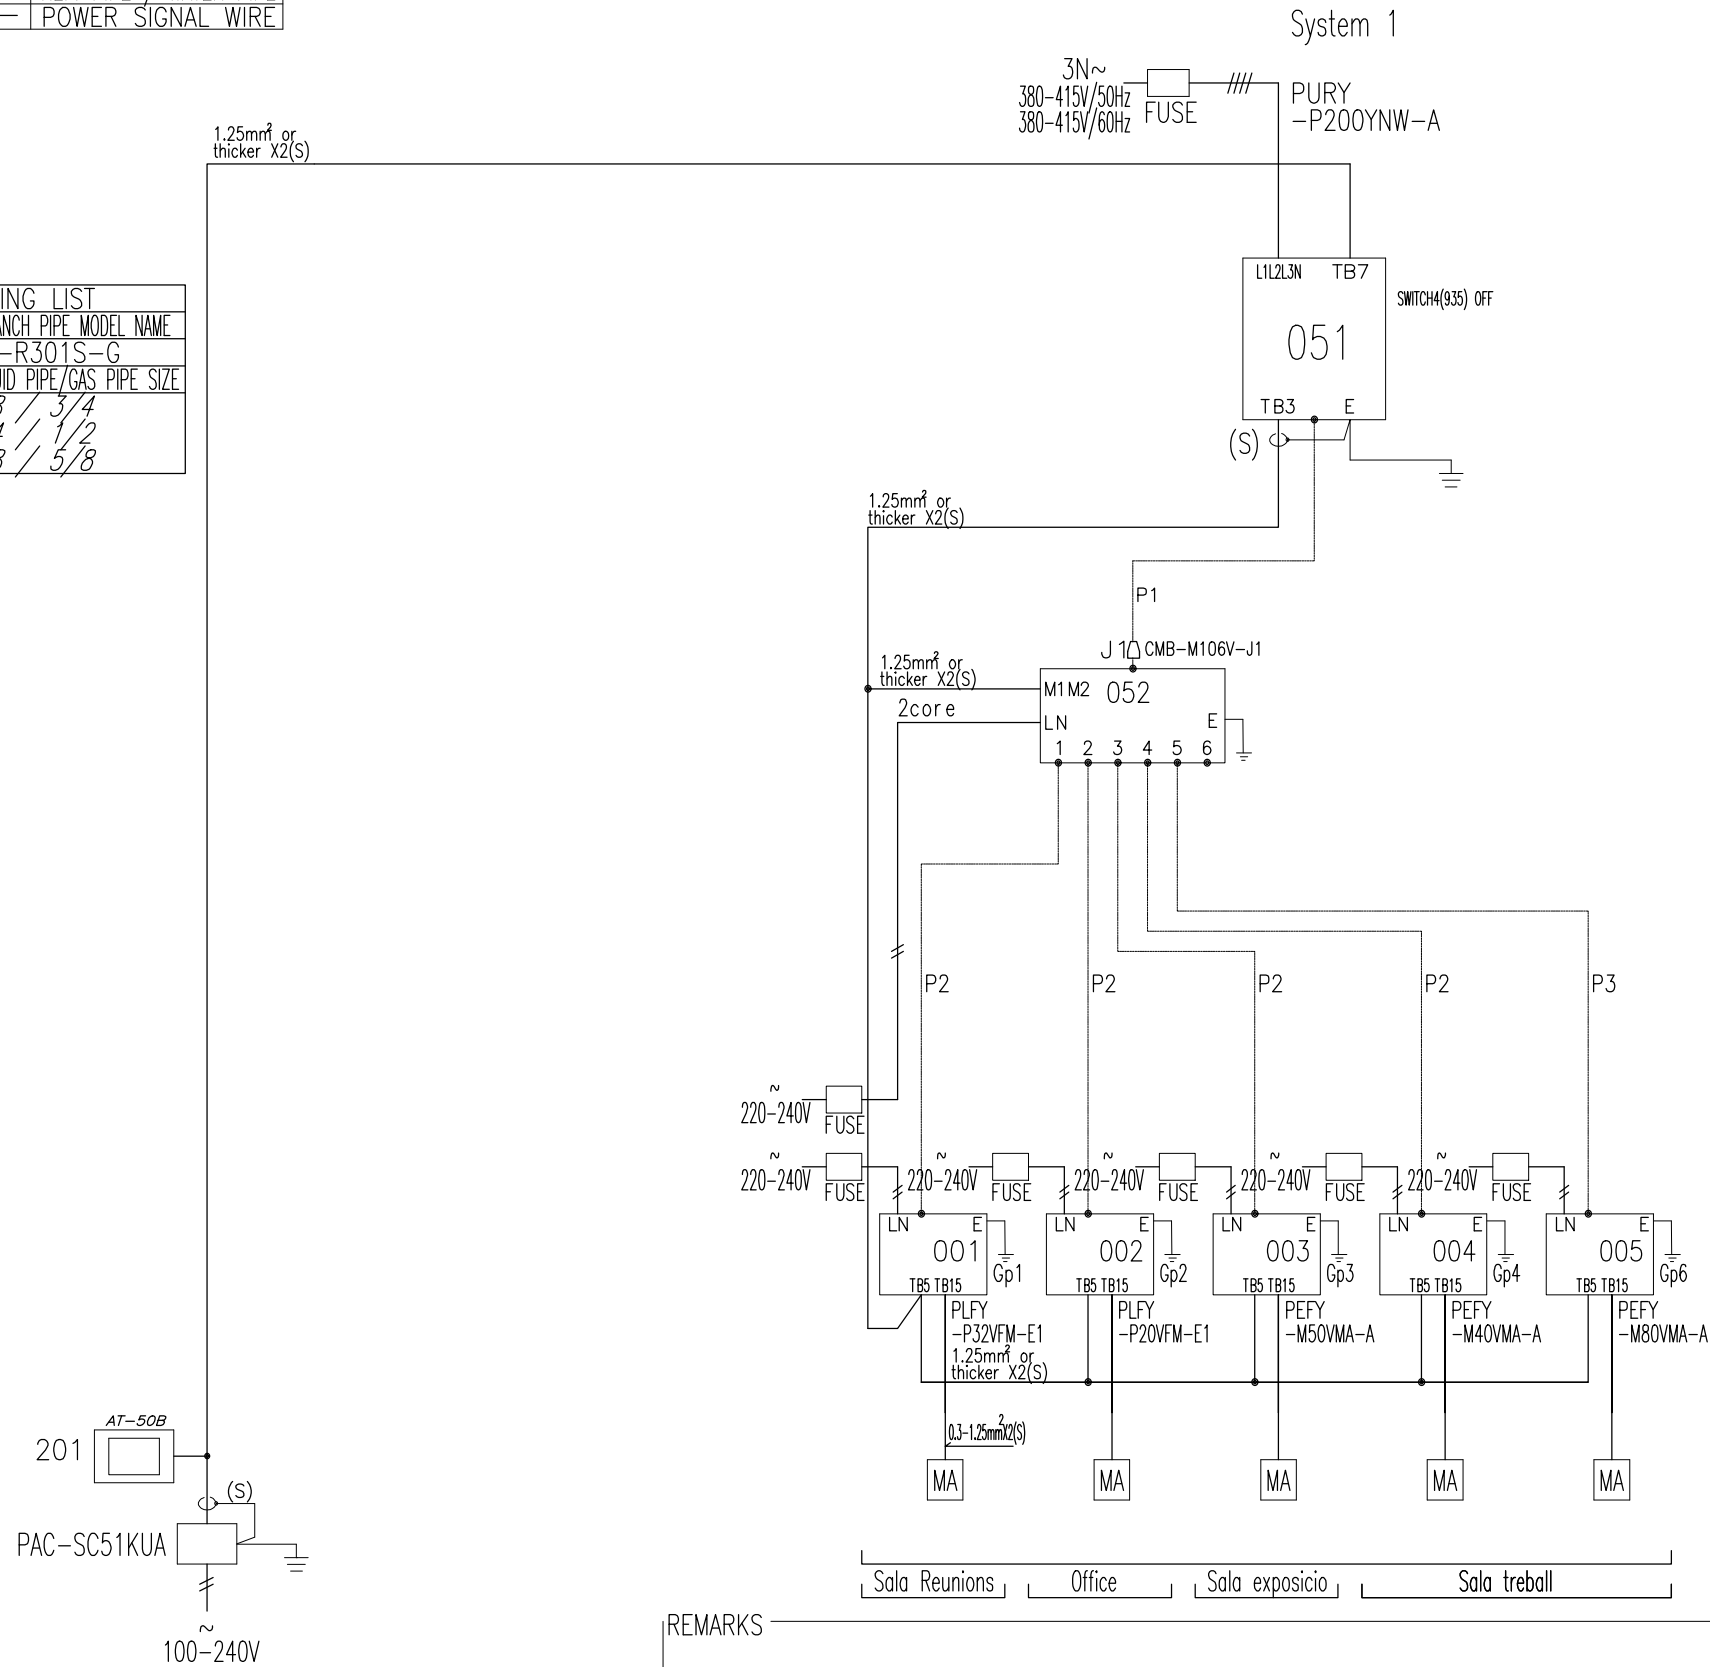 POWER SIGNAL WIRE
System 1
3N~
380-415V/50Hz
380-415V/60Hz
FUSE
PURY
-P200YNW-A
1.25mm² or
thicker X2(S)
L1L2L3N TB7
SWITCH4(935) OFF
051
TB3 E
(S)
ING LIST
ANCH PIPE MODEL NAME
-R301S-G
UID PIPE/GAS PIPE SIZE
/ 3/4
/ 1/2
/ 5/8
1.25mm² or
thicker X2(S)
P1
J1 CMB-M106V-J1
1.25mm² or
thicker X2(S)
M1M2 052
2core
LN E
1 2 3 4 5 6
P2 P2 P2 P2 P3
~
220-240V
FUSE
~ ~ ~ ~ ~
220-240V 220-240V 220-240V 220-240V 220-240V
FUSE FUSE FUSE FUSE FUSE
LN E LN E LN E LN E LN E
001 002 003 004 005
Gp1 Gp2 Gp3 Gp4 Gp6
TB5 TB15 TB5 TB15 TB5 TB15 TB5 TB15 TB5 TB15
PLFY PLFY PEFY PEFY PEFY
-P32VFM-E1 -P20VFM-E1 -M50VMA-A -M40VMA-A -M80VMA-A
1.25mm² or
thicker X2(S)
0.3-1.25mm²X2(S)
MA MA MA MA MA
AT-50B
201
(S)
PAC-SC51KUA
~
100-240V
Sala Reunions Office Sala exposicio Sala treball
REMARKS